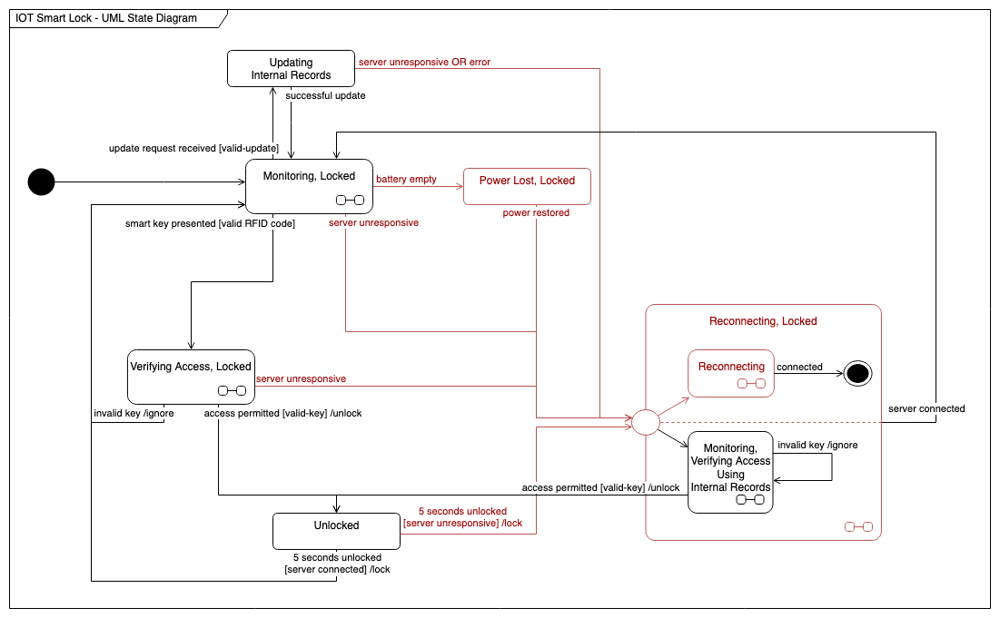 IOT Smart Lock - UML State Diagram
Updating
Internal Records
server unresponsive OR error
successful update
update request received [valid-update]
Monitoring, Locked
battery empty
Power Lost, Locked
power restored
smart key presented [valid RFID code]
server unresponsive
Reconnecting, Locked
Verifying Access, Locked
server unresponsive
Reconnecting
connected
invalid key /ignore
access permitted [valid-key] /unlock
server connected
Monitoring,
Verifying Access
Using
Internal Records
invalid key /ignore
access permitted [valid-key] /unlock
Unlocked
5 seconds unlocked
[server unresponsive] /lock
5 seconds unlocked
[server connected] /lock